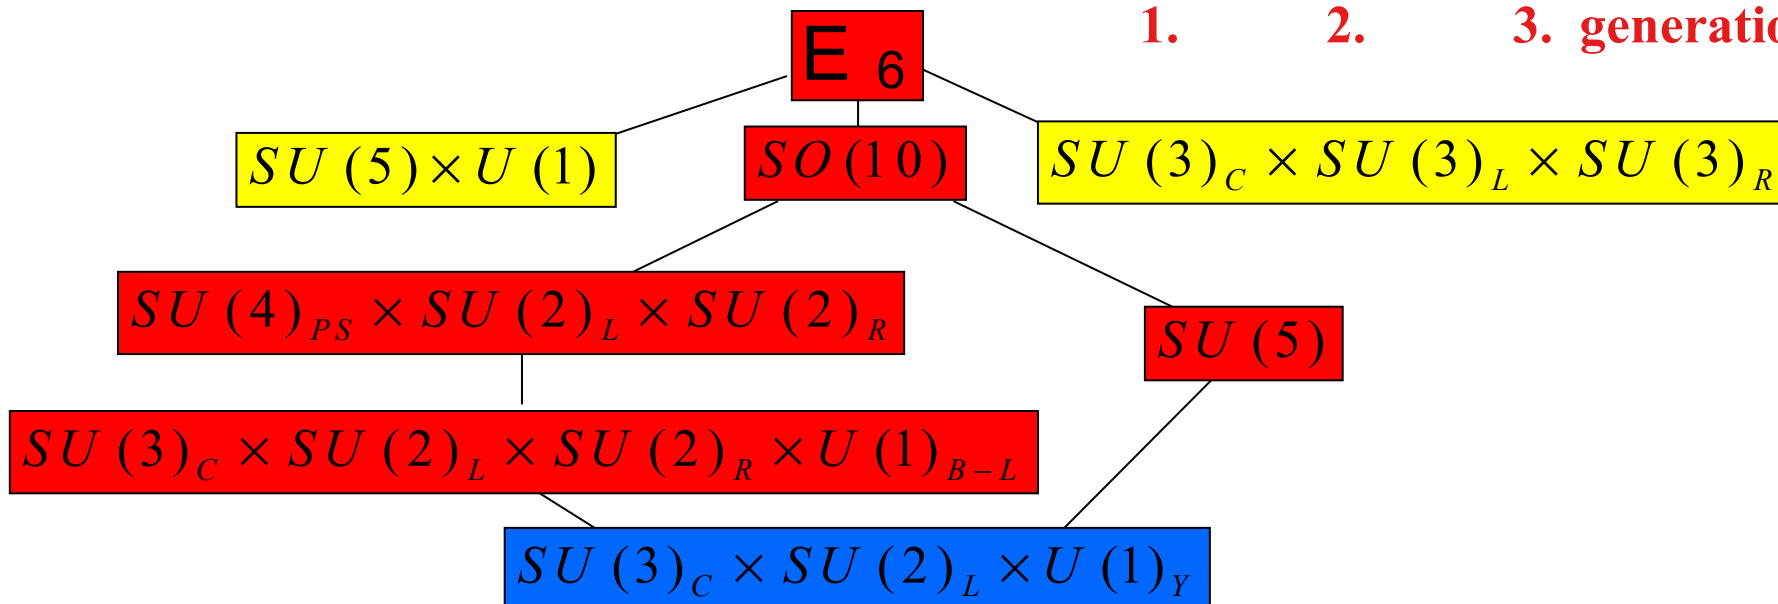 1. 2. 3. generatio
E 6
SU (5) × U (1)
SO (10)
SU (3)C × SU (3)L × SU (3)R
SU (4)PS × SU (2)L × SU (2)R
SU (5)
SU (3)C × SU (2)L × SU (2)R × U (1)B−L
SU (3)C × SU (2)L × U (1)Y